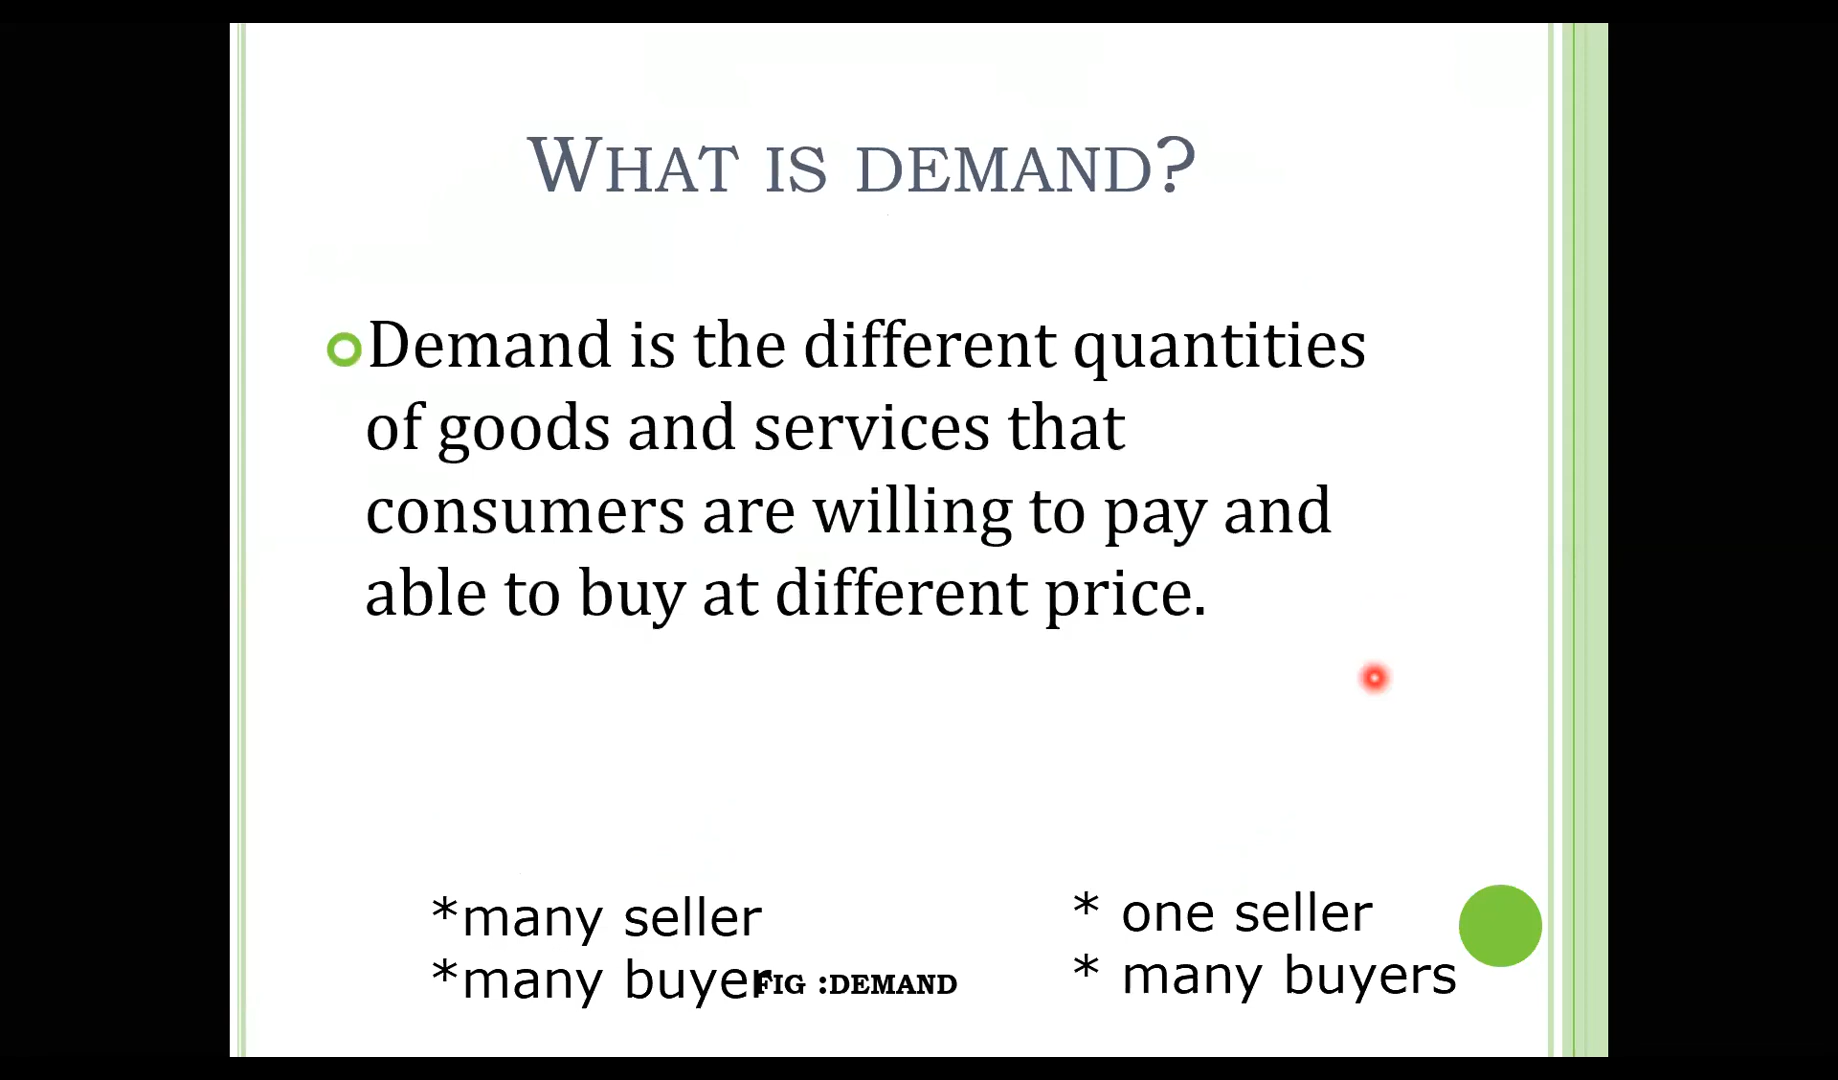 WHAT IS DEMAND?
Demand is the different quantities
of goods and services that
consumers are willing to pay and
able to buy at different price.
*many seller
*many buyer
FIG :DEMAND
* one seller
* many buyers